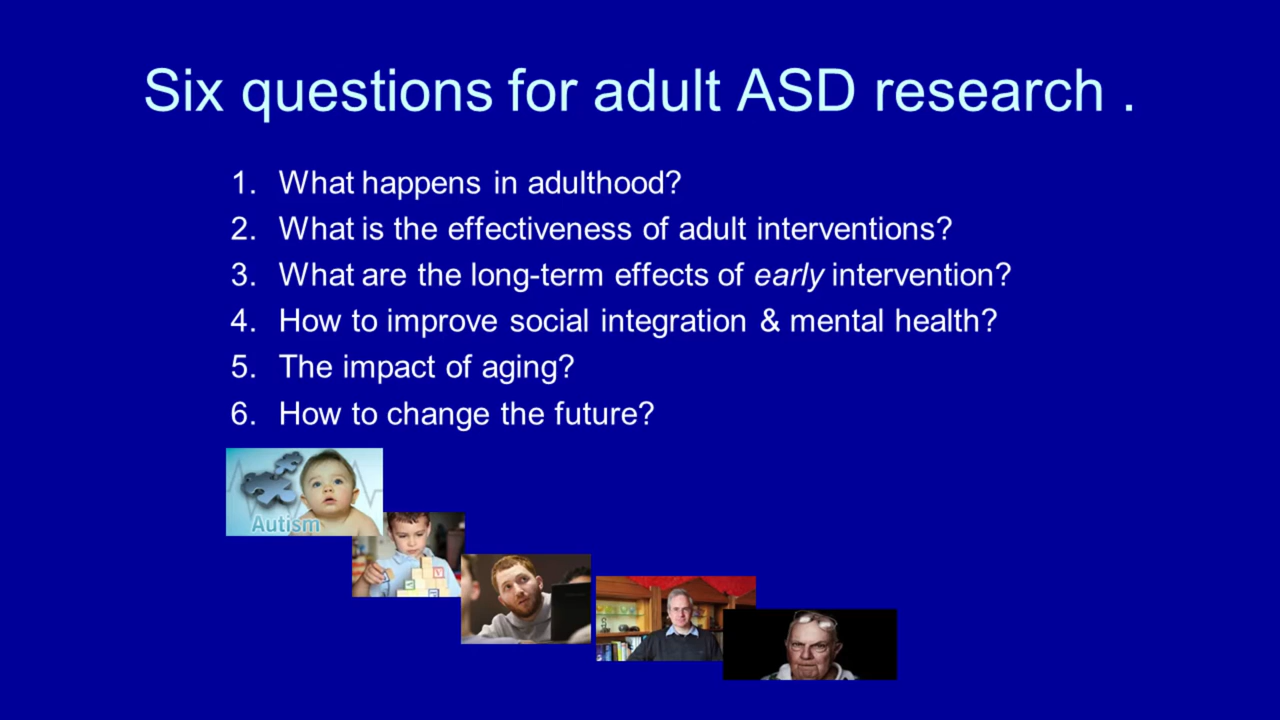 Six questions for adult ASD research .
1. What happens in adulthood?
2. What is the effectiveness of adult interventions?
3. What are the long-term effects of early intervention?
4. How to improve social integration & mental health?
5. The impact of aging?
6. How to change the future?
Autism